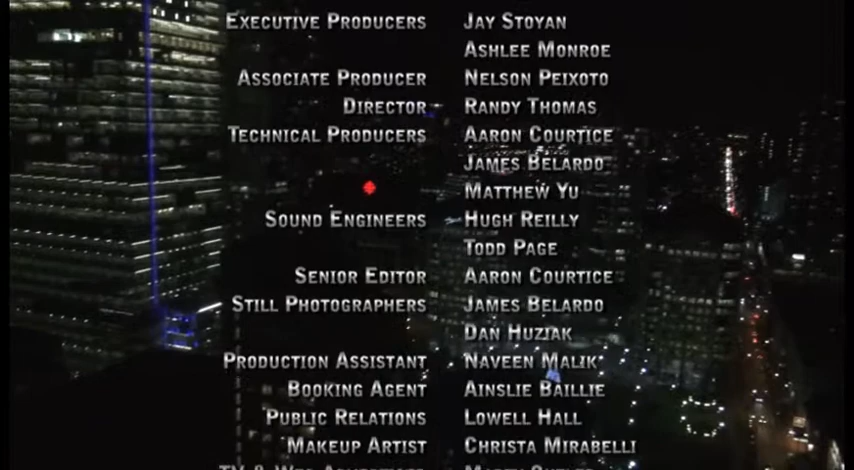 Executive Producers Jay Stoyan
Ashlee Monroe
Associate Producer Nelson Peixoto
Director Randy Thomas
Technical Producers Aaron Courtice
James Belardo
Matthew Yu
Sound Engineers Hugh Reilly
Todd Page
Senior Editor Aaron Courtice
Still Photographers James Belardo
Dan Huziak
Production Assistant Naveen Malik
Booking Agent Ainslie Baillie
Public Relations Lowell Hall
Makeup Artist Christa Mirabelli
TV & Web